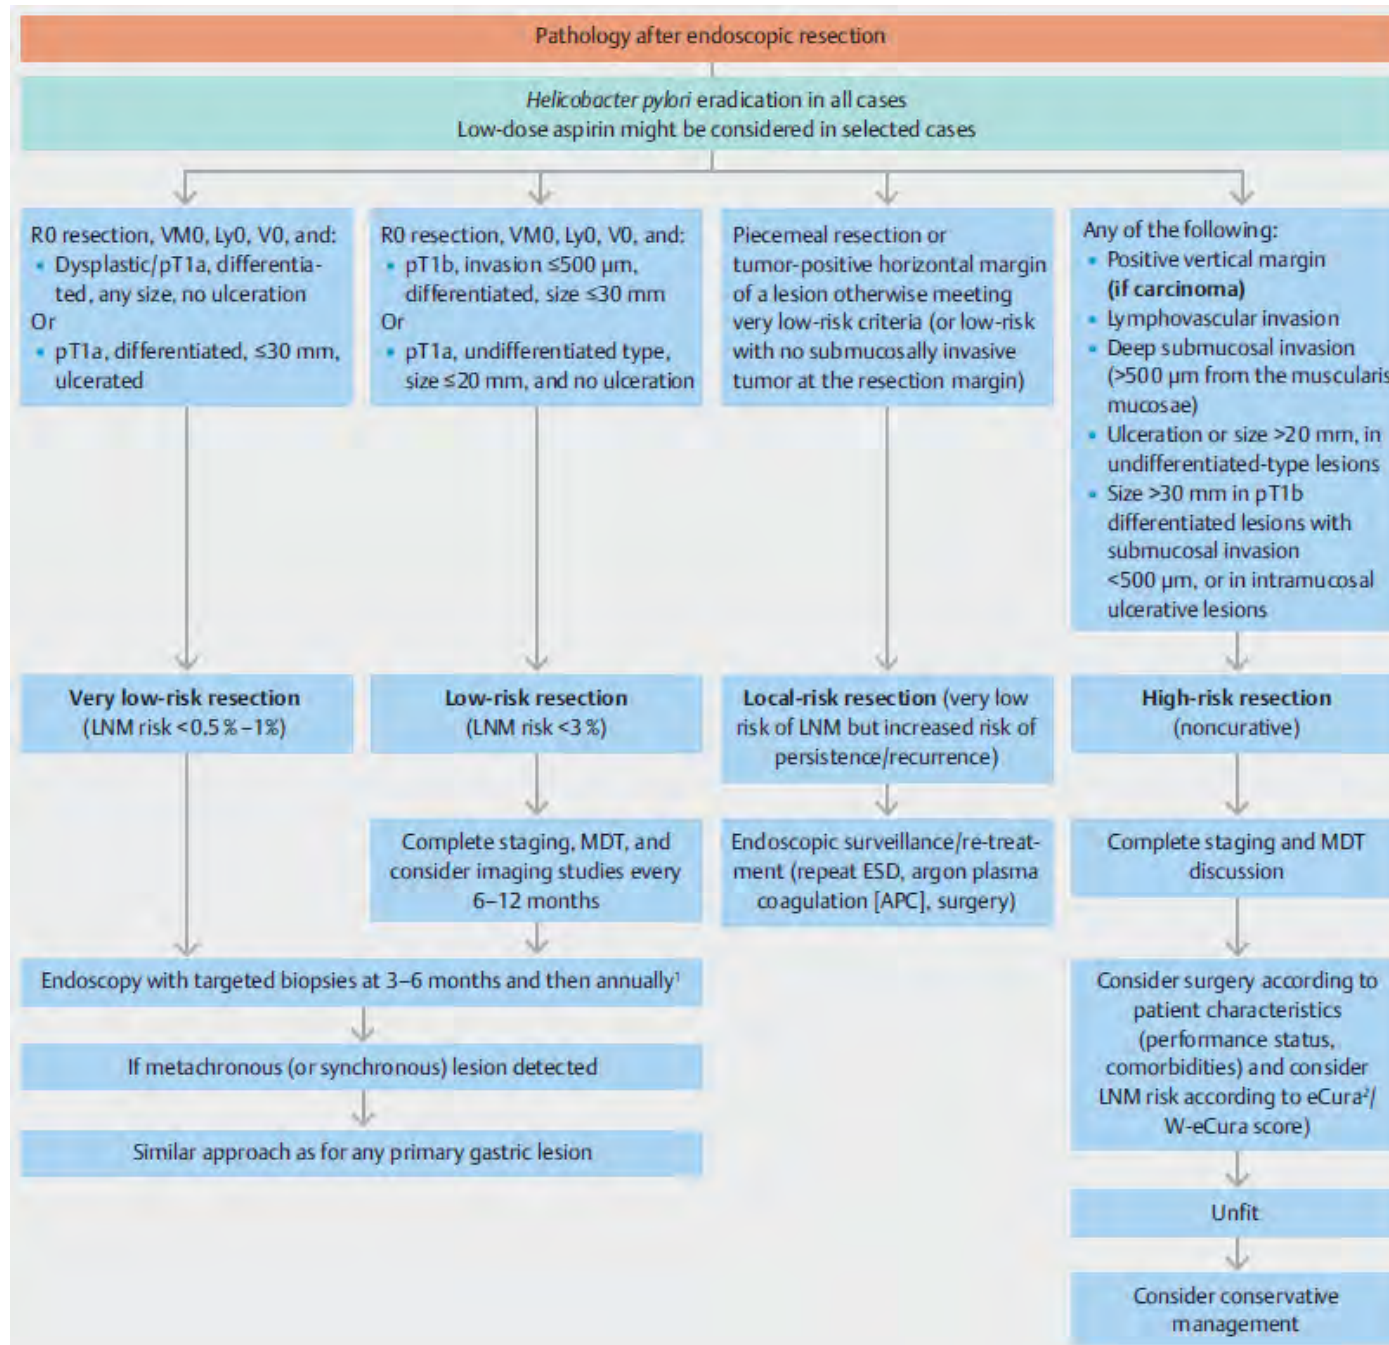 Pathology after endoscopic resection
Helicobacter pylori eradication in all cases
Low-dose aspirin might be considered in selected cases
R0 resection, VM0, Ly0, V0, and:
• Dysplastic/pT1a, differentia-
ted, any size, no ulceration
Or
• pT1a, differentiated, ≤30 mm,
ulcerated
R0 resection, VM0, Ly0, V0, and:
• pT1b, invasion ≤500 µm,
differentiated, size ≤30 mm
Or
• pT1a, undifferentiated type,
size ≤20 mm, and no ulceration
Piecemeal resection or
tumor-positive horizontal margin
of a lesion otherwise meeting
very low-risk criteria (or low-risk
with no submucosally invasive
tumor at the resection margin)
Any of the following:
• Positive vertical margin
(if carcinoma)
• Lymphovascular invasion
• Deep submucosal invasion
(>500 µm from the muscularis
mucosae)
• Ulceration or size >20 mm, in
undifferentiated-type lesions
• Size >30 mm in pT1b
differentiated lesions with
submucosal invasion
<500 µm, or in intramucosal
ulcerative lesions
Very low-risk resection
(LNM risk <0.5 % –1%)
Low-risk resection
(LNM risk <3 %)
Local-risk resection (very low
risk of LNM but increased risk of
persistence/recurrence)
High-risk resection
(noncurative)
Complete staging, MDT, and
consider imaging studies every
6–12 months
Endoscopic surveillance/re-treat-
ment (repeat ESD, argon plasma
coagulation [APC], surgery)
Complete staging and MDT
discussion
Endoscopy with targeted biopsies at 3–6 months and then annually¹
Consider surgery according to
patient characteristics
(performance status,
comorbidities) and consider
LNM risk according to eCura²/
W-eCura score)
If metachronous (or synchronous) lesion detected
Similar approach as for any primary gastric lesion
Unfit
Consider conservative
management